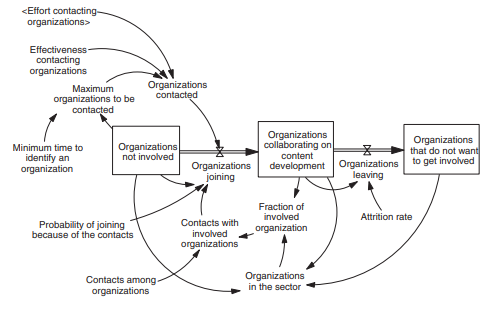 <Effort contacting
organizations>
Effectiveness
contacting
organizations
Maximum
organizations to be
contacted
Organizations
contacted
Minimum time to
identify an
organization
Organizations
not involved
Organizations
joining
Organizations
collaborating on
content
development
Organizations
leaving
Organizations
that do not want
to get involved
Probability of joining
because of the contacts
Contacts with
involved
organizations
Fraction of
involved
organization
Attrition rate
Contacts among
organizations
Organizations
in the sector